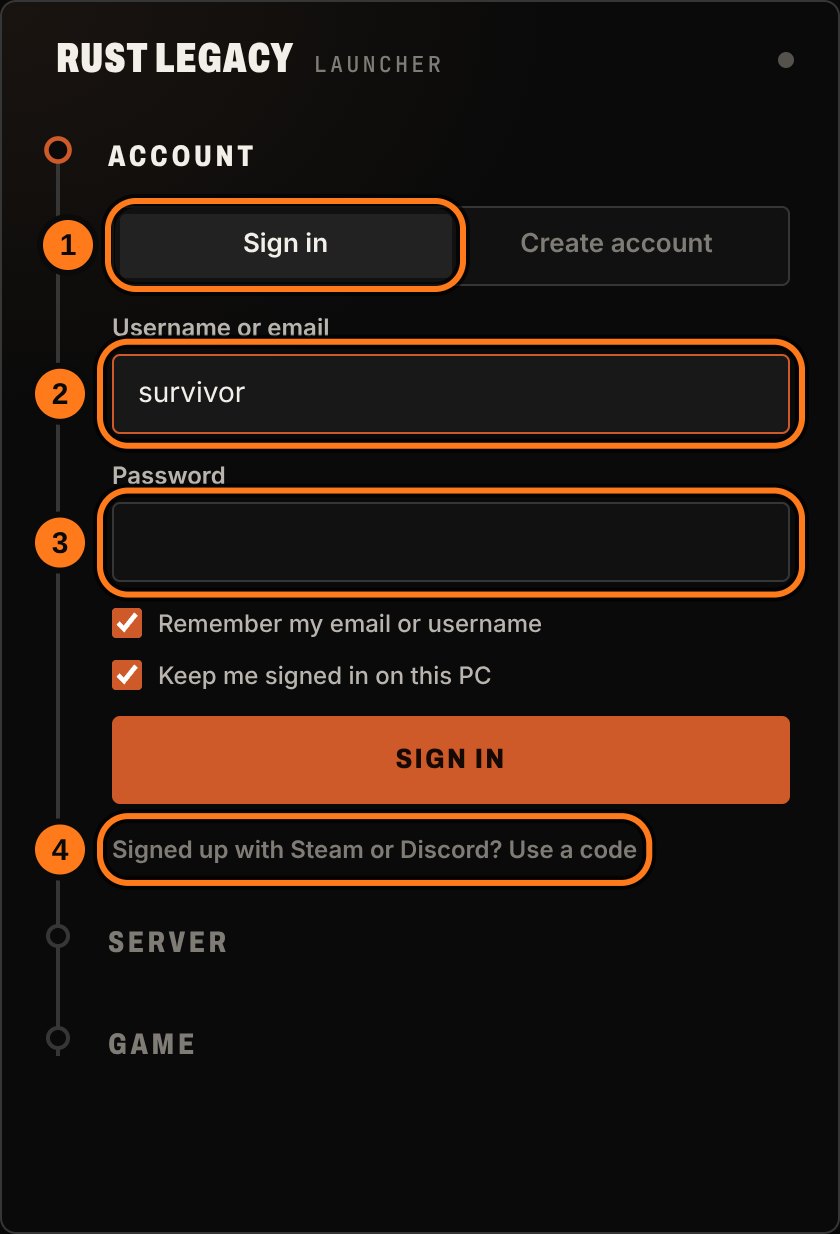 RUST LEGACY LAUNCHER
ACCOUNT
1 Sign in Create account
Username or email
2 survivor
Password
3
Remember my email or username
Keep me signed in on this PC
SIGN IN
4 Signed up with Steam or Discord? Use a code
SERVER
GAME